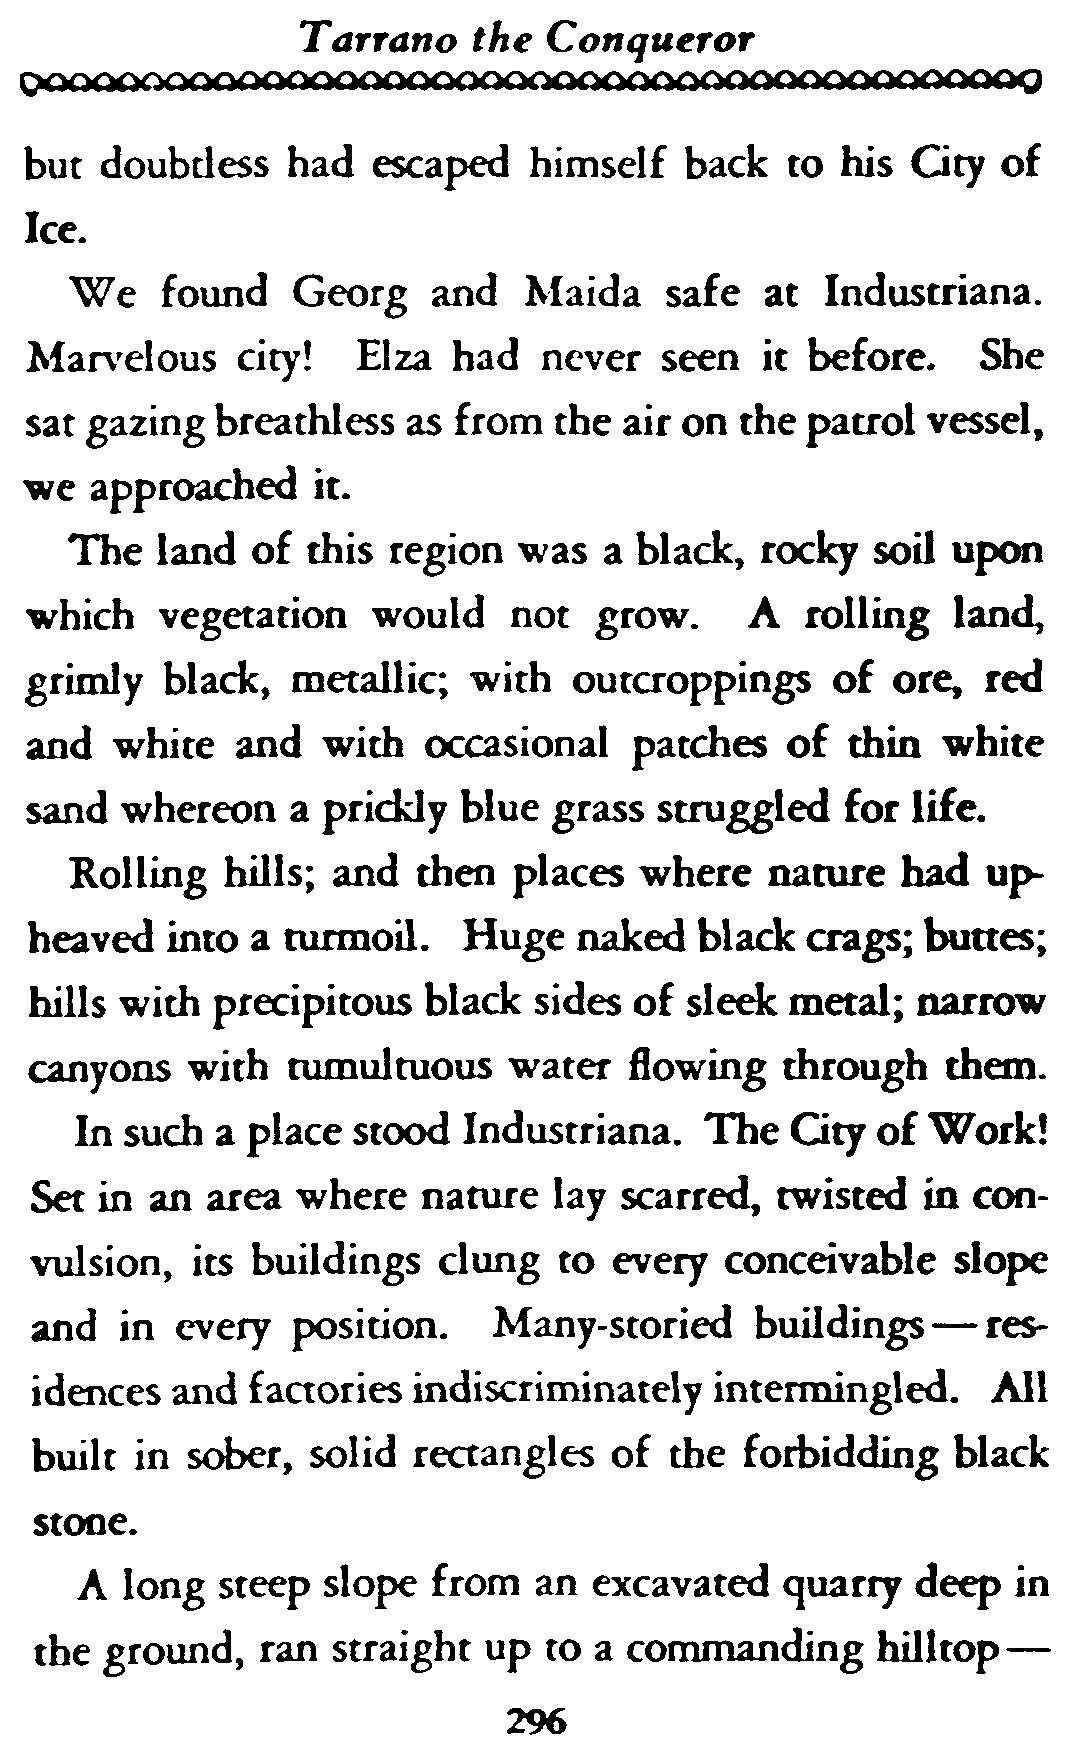 Tarrano the Conqueror
but doubtless had escaped himself back to his City of
Ice.
We found Georg and Maida safe at Industriana.
Marvelous city! Elza had never seen it before. She
sat gazing breathless as from the air on the patrol vessel,
we approached it.
The land of this region was a black, rocky soil upon
which vegetation would not grow. A rolling land,
grimly black, metallic; with outcroppings of ore, red
and white and with occasional patches of thin white
sand whereon a prickly blue grass struggled for life.
Rolling hills; and then places where nature had up-
heaved into a turmoil. Huge naked black crags; buttes;
hills with precipitous black sides of sleek metal; narrow
canyons with tumultuous water flowing through them.
In such a place stood Industriana. The City of Work!
Set in an area where nature lay scarred, twisted in con-
vulsion, its buildings clung to every conceivable slope
and in every position. Many-storied buildings—res-
idences and factories indiscriminately intermingled. All
built in sober, solid rectangles of the forbidding black
stone.
A long steep slope from an excavated quarry deep in
the ground, ran straight up to a commanding hilltop—
296